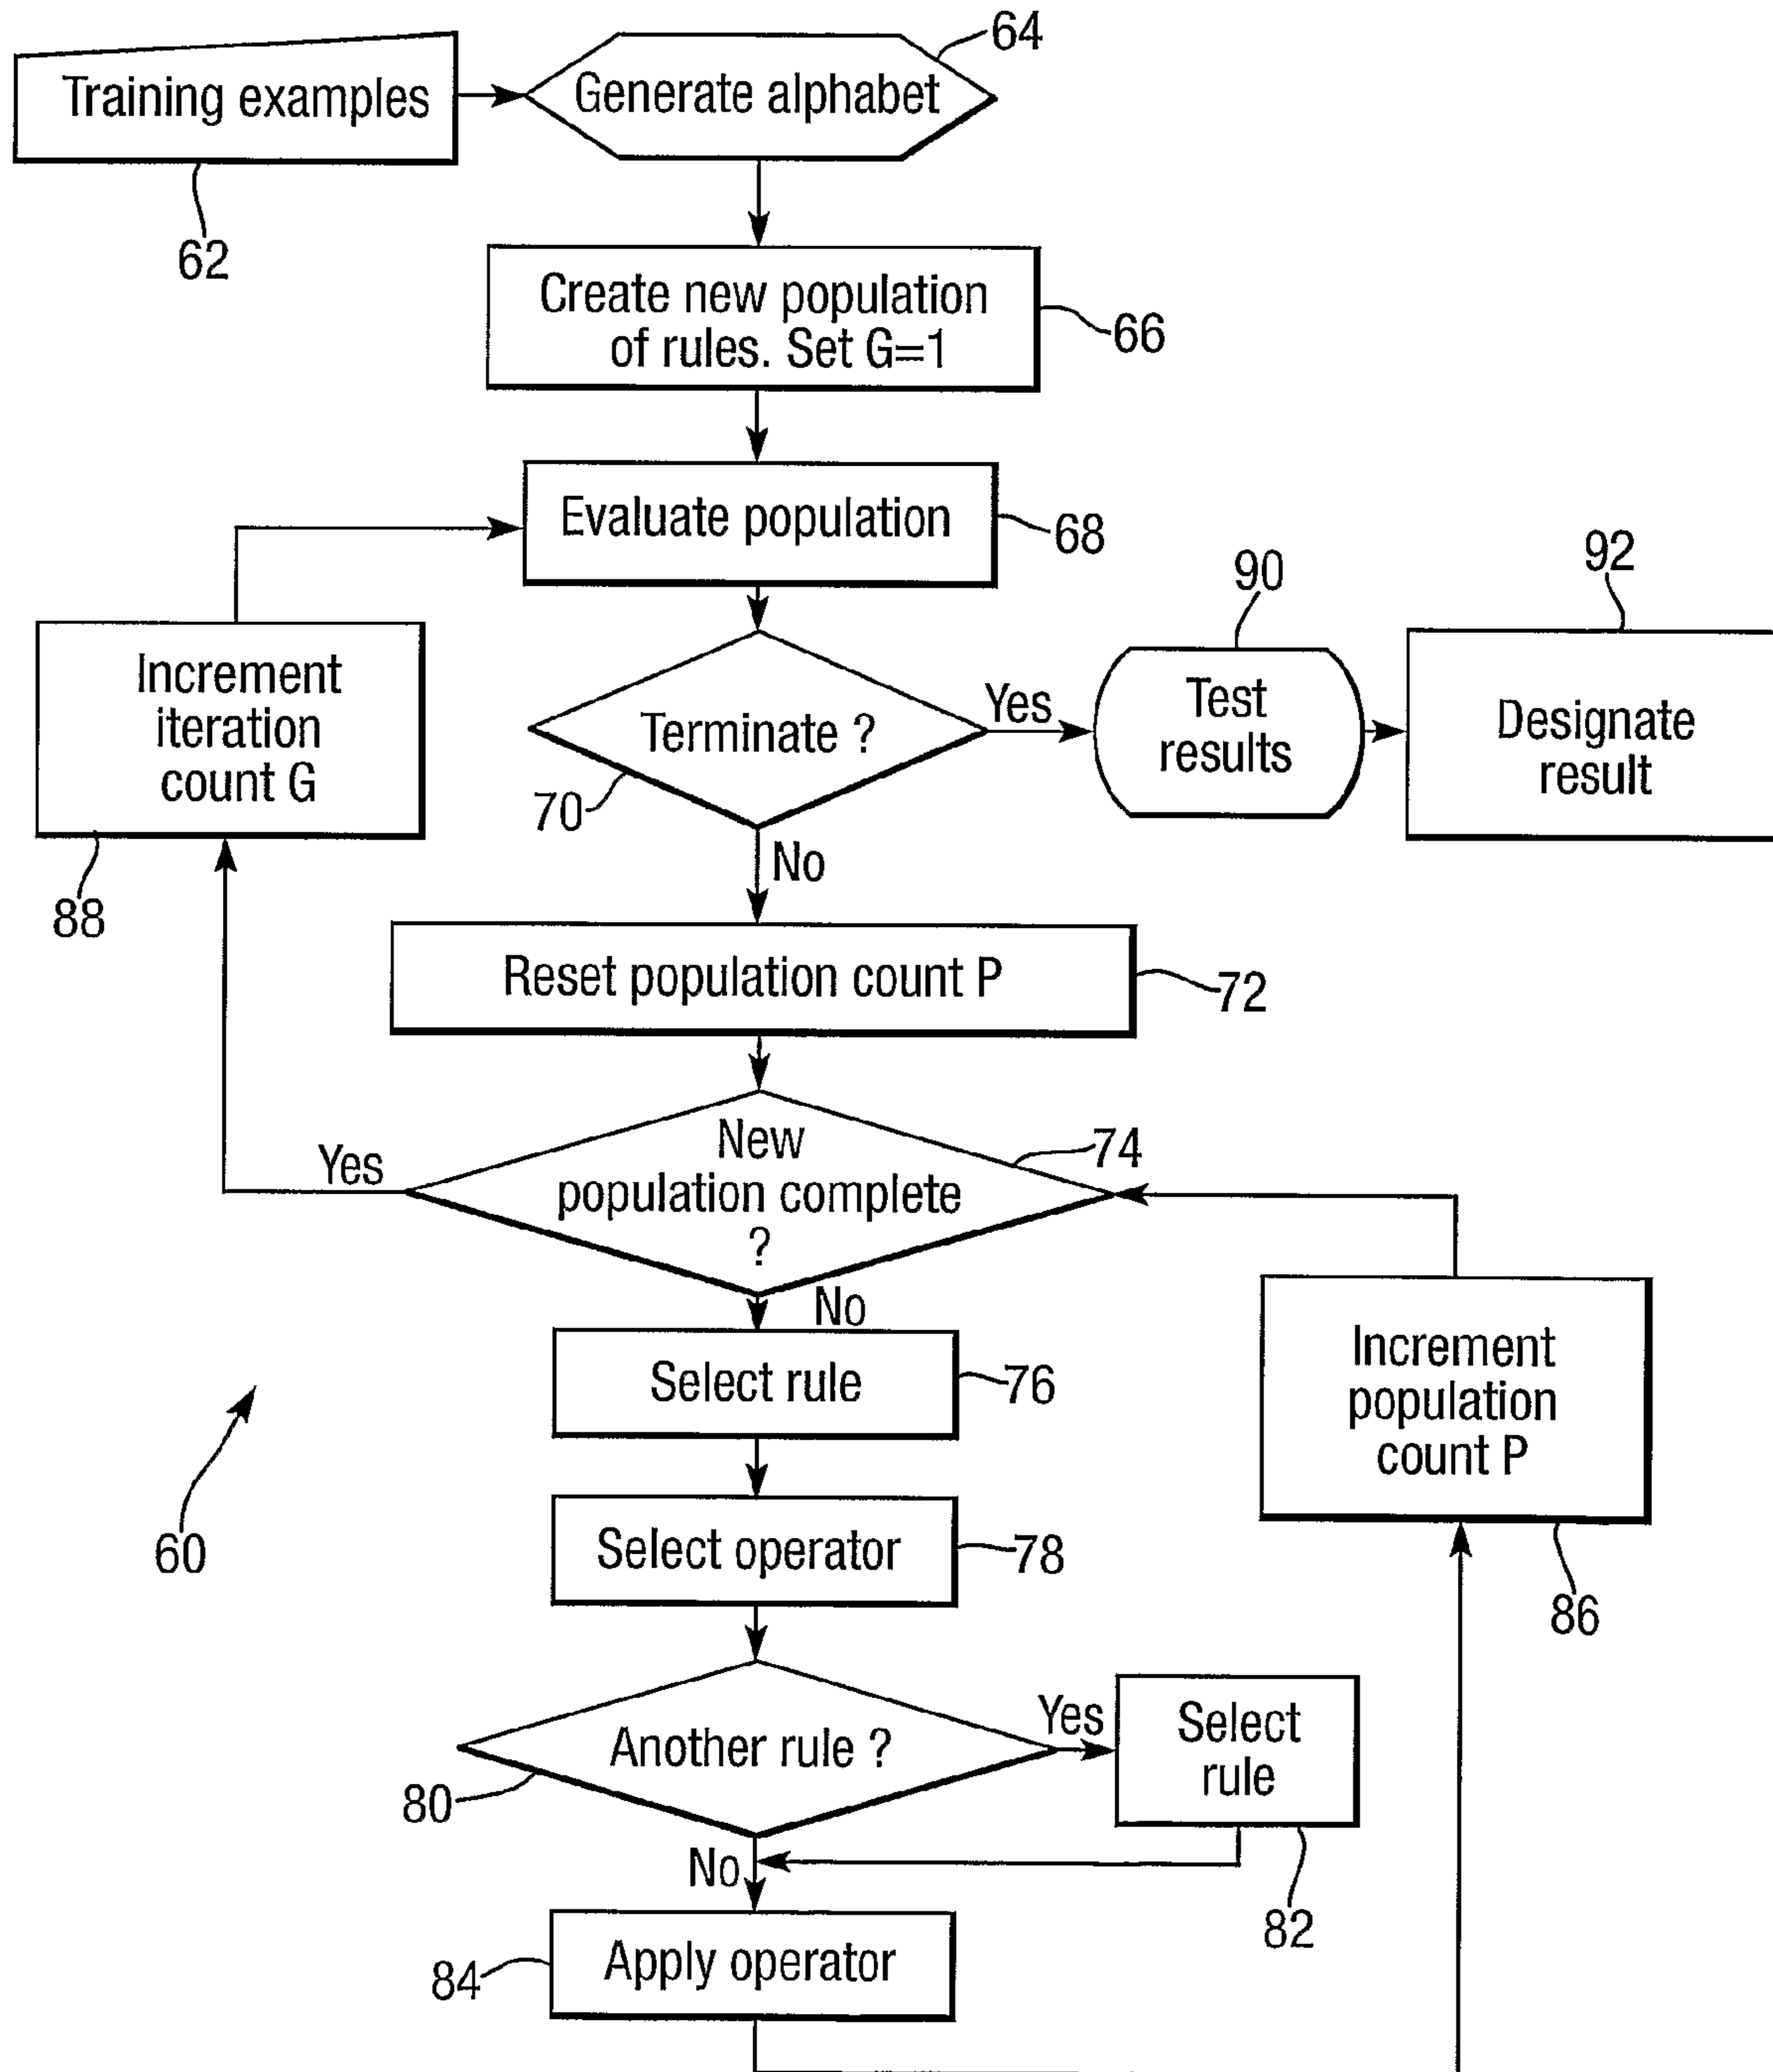 64
Training examples
Generate alphabet
62
Create new population
of rules. Set G=1
66
Evaluate population
68
90
92
Increment
iteration
count G
88
Terminate ?
70
Yes
Test
results
Designate
result
No
Reset population count P
72
New
population complete
?
74
Yes
No
Select rule
76
Increment
population
count P
86
60
Select operator
78
Another rule ?
80
Yes
Select
rule
82
No
Apply operator
84